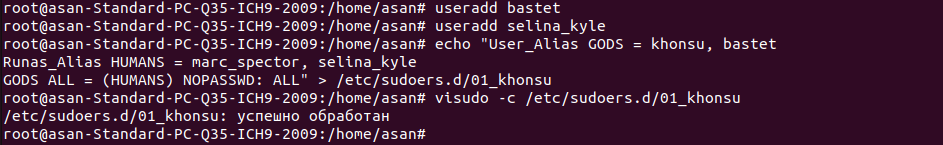 root@asan-Standard-PC-Q35-ICH9-2009:/home/asan# useradd bastet
root@asan-Standard-PC-Q35-ICH9-2009:/home/asan# useradd selina_kyle
root@asan-Standard-PC-Q35-ICH9-2009:/home/asan# echo "User_Alias GODS = khonsu, bastet
Runas_Alias HUMANS = marc_spector, selina_kyle
GODS ALL = (HUMANS) NOPASSWD: ALL" > /etc/sudoers.d/01_khonsu
root@asan-Standard-PC-Q35-ICH9-2009:/home/asan# visudo -c /etc/sudoers.d/01_khonsu
/etc/sudoers.d/01_khonsu: успешно обработан
root@asan-Standard-PC-Q35-ICH9-2009:/home/asan#